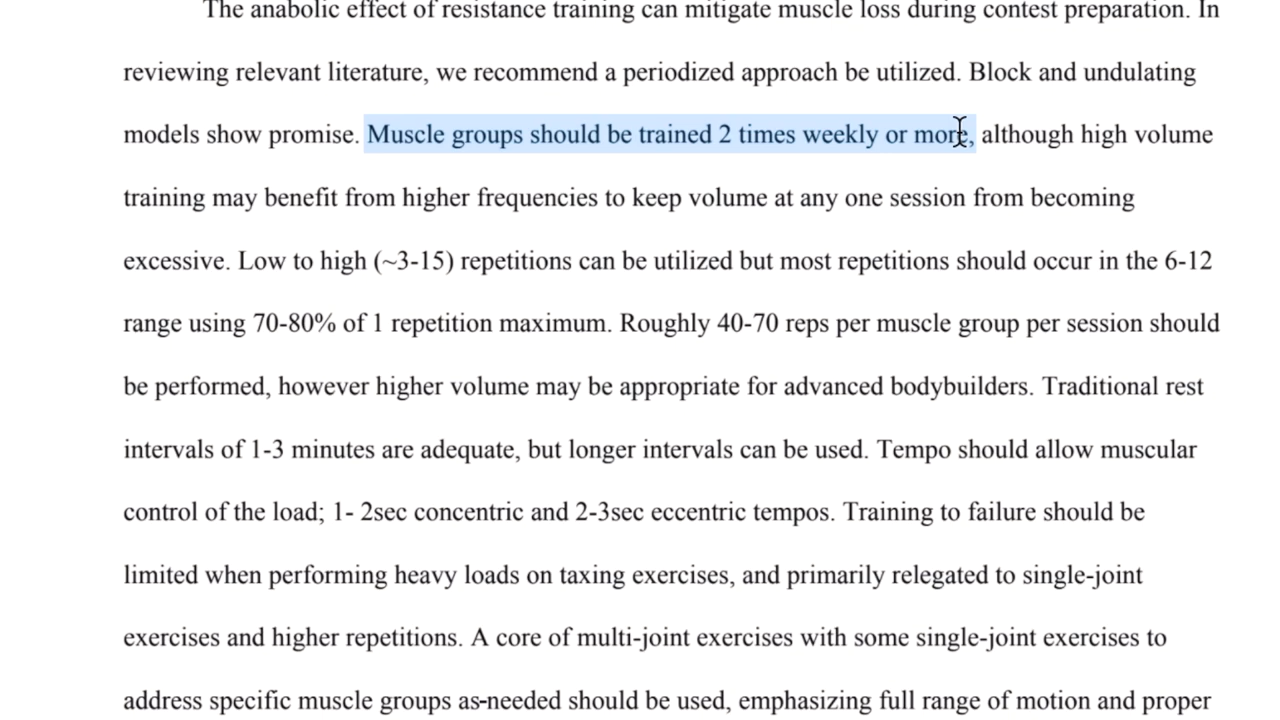 The anabolic effect of resistance training can mitigate muscle loss during contest preparation. In
reviewing relevant literature, we recommend a periodized approach be utilized. Block and undulating
models show promise. Muscle groups should be trained 2 times weekly or more, although high volume
training may benefit from higher frequencies to keep volume at any one session from becoming
excessive. Low to high (~3-15) repetitions can be utilized but most repetitions should occur in the 6-12
range using 70-80% of 1 repetition maximum. Roughly 40-70 reps per muscle group per session should
be performed, however higher volume may be appropriate for advanced bodybuilders. Traditional rest
intervals of 1-3 minutes are adequate, but longer intervals can be used. Tempo should allow muscular
control of the load; 1- 2sec concentric and 2-3sec eccentric tempos. Training to failure should be
limited when performing heavy loads on taxing exercises, and primarily relegated to single-joint
exercises and higher repetitions. A core of multi-joint exercises with some single-joint exercises to
address specific muscle groups as-needed should be used, emphasizing full range of motion and proper